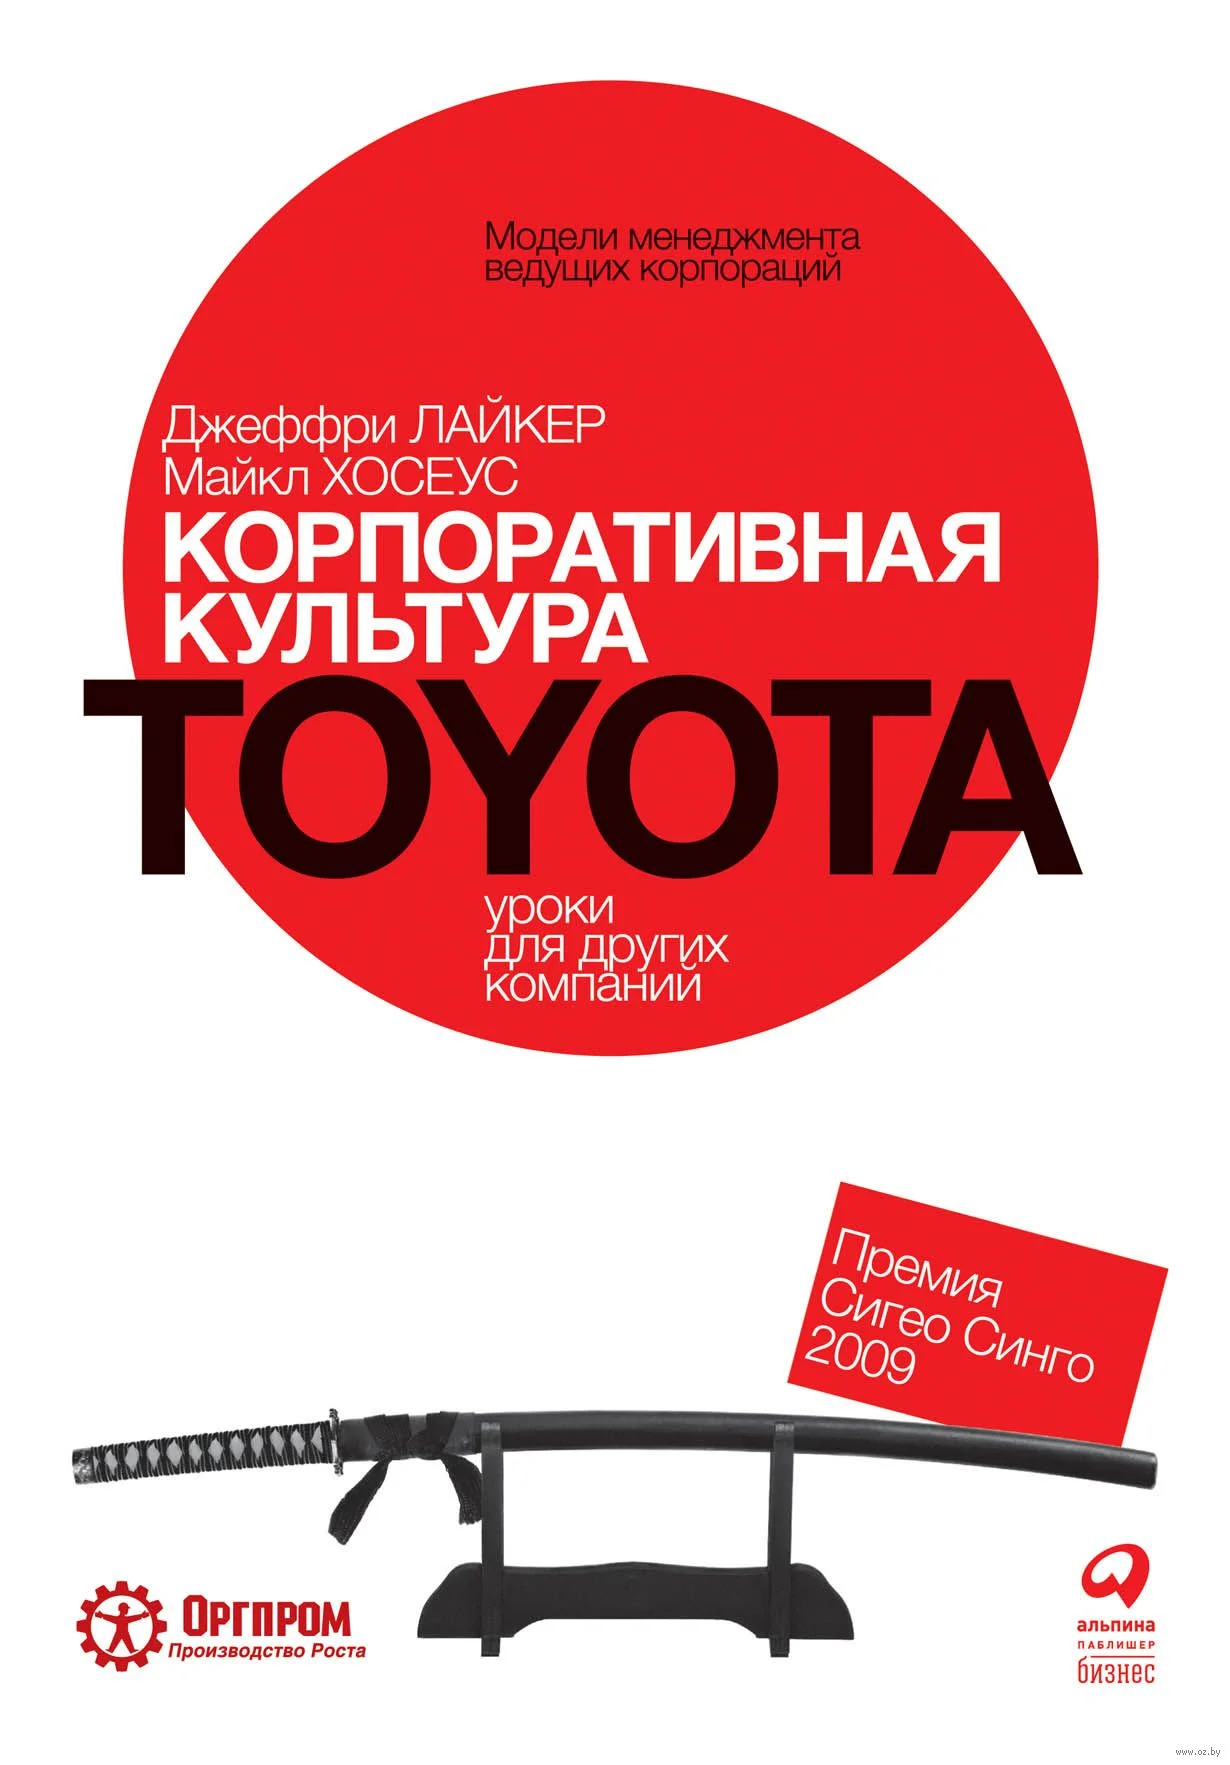 Модели менеджмента
ведущих корпораций
Джеффри ЛАЙКЕР
Майкл ХОСЕУС
КОРПОРАТИВНАЯ
КУЛЬТУРА
TOYOTA
уроки
для других
компаний
Премия
Сигео Синго
2009
Оргпром
Производство Роста
альпина
ПАБЛИШЕР
бизнес
www.oz.by